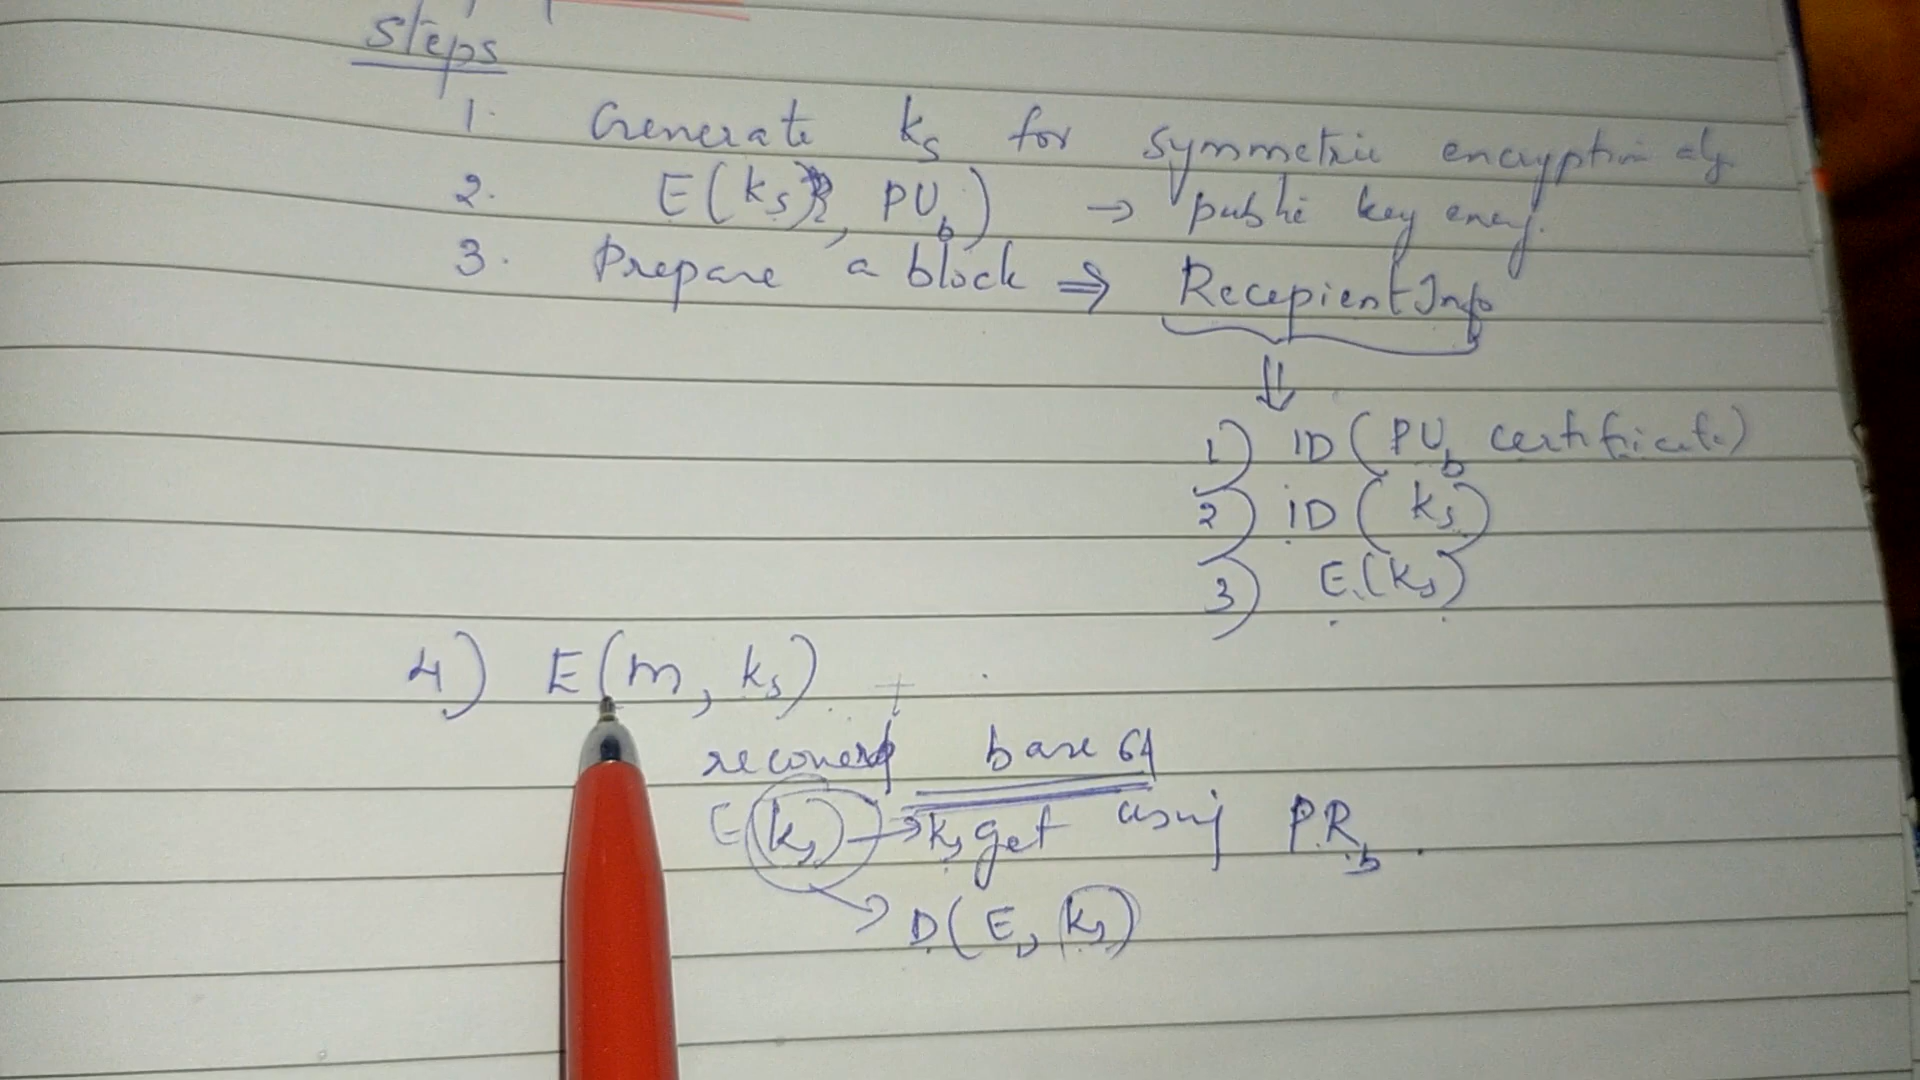 Steps
1. Generate ks for symmetric encryption alg.
2. E(ks, PUb) → public key ency.
3. Prepare a block ⇒ RecepientInfo
1) ID (PUb certificate)
2) ID (ks)
3) E(ks)
4) E(m, ks)
base 64
E(ks) → ks get using PRb.
D(E, ks)